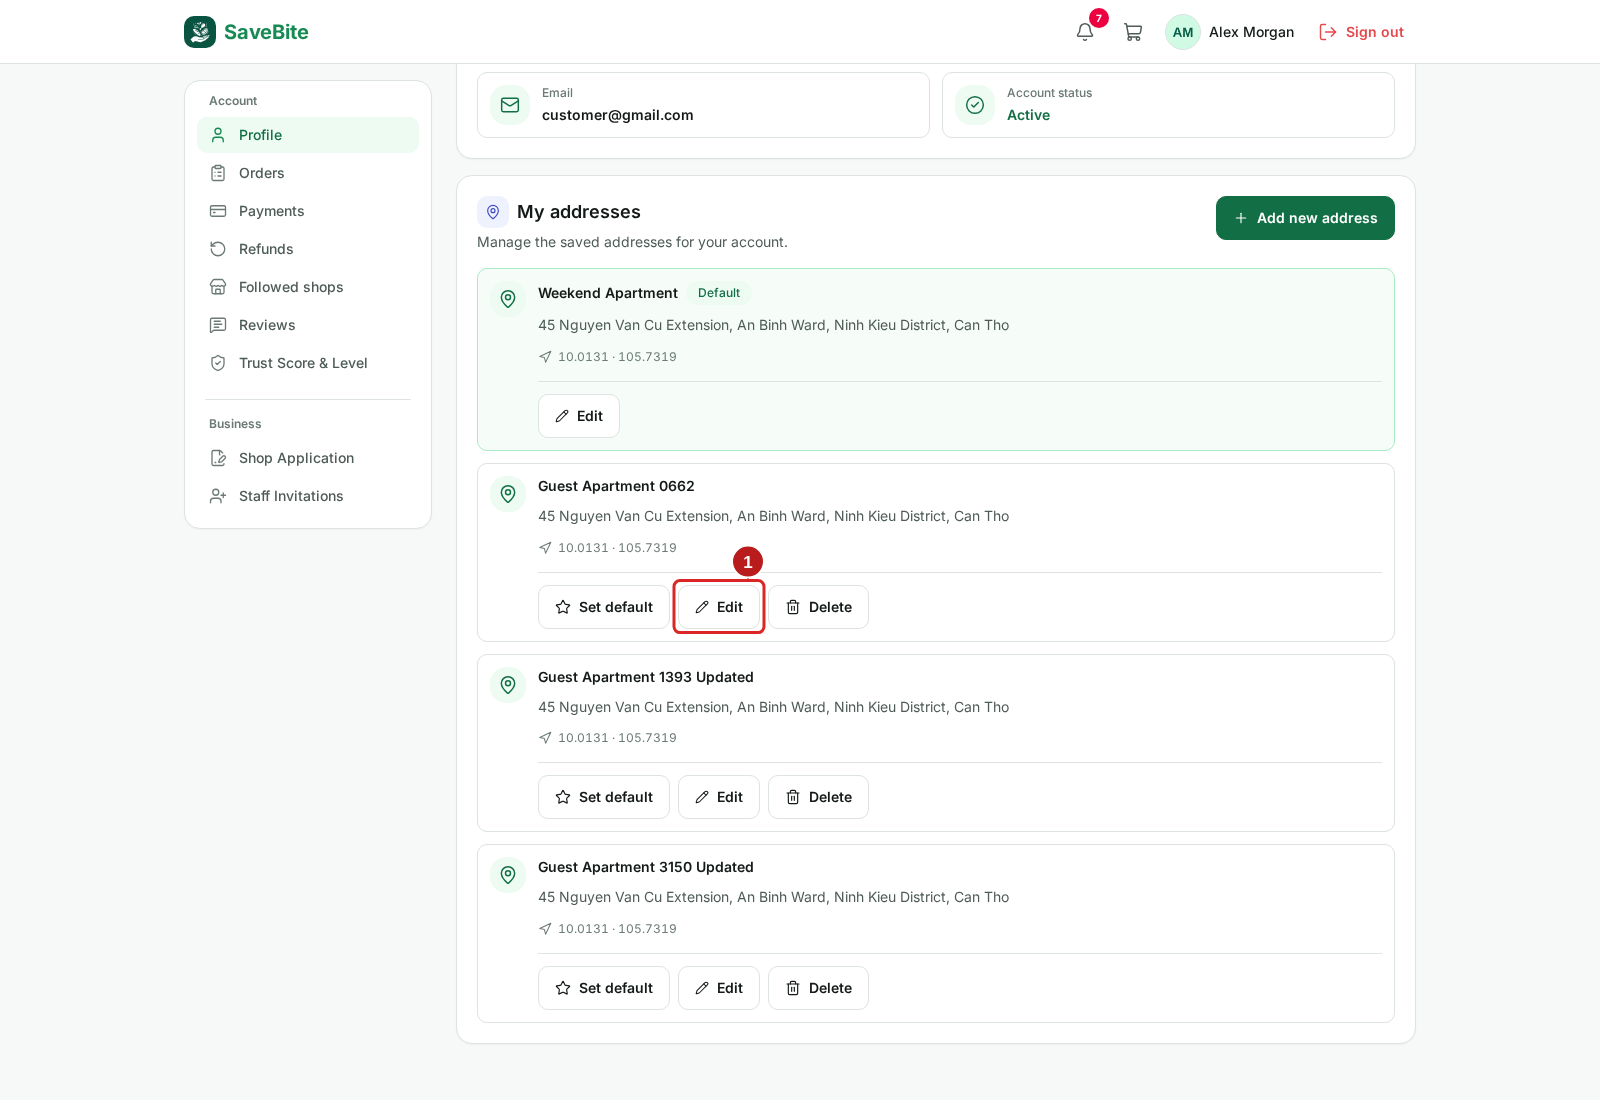 SaveBite
7
AM
Alex Morgan
Sign out
Account
Profile
Orders
Payments
Refunds
Followed shops
Reviews
Trust Score & Level
Business
Shop Application
Staff Invitations
Email
customer@gmail.com
Account status
Active
My addresses
Manage the saved addresses for your account.
Add new address
Weekend Apartment
Default
45 Nguyen Van Cu Extension, An Binh Ward, Ninh Kieu District, Can Tho
10.0131 · 105.7319
Edit
Guest Apartment 0662
45 Nguyen Van Cu Extension, An Binh Ward, Ninh Kieu District, Can Tho
10.0131 · 105.7319
1
Set default
Edit
Delete
Guest Apartment 1393 Updated
45 Nguyen Van Cu Extension, An Binh Ward, Ninh Kieu District, Can Tho
10.0131 · 105.7319
Set default
Edit
Delete
Guest Apartment 3150 Updated
45 Nguyen Van Cu Extension, An Binh Ward, Ninh Kieu District, Can Tho
10.0131 · 105.7319
Set default
Edit
Delete